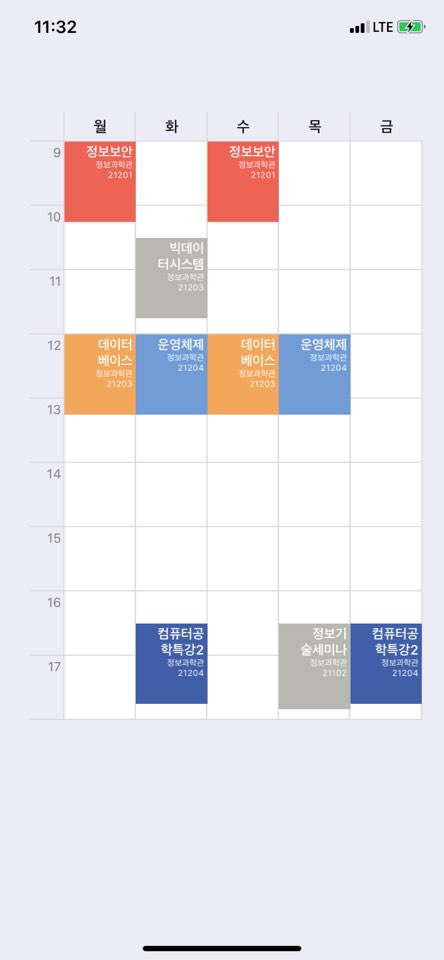 11:32
LTE
월 화 수 목 금
9
정보보안
정보과학관
21201
정보보안
정보과학관
21201
10
빅데이
터시스템
정보과학관
21203
11
12
데이터
베이스
정보과학관
21203
운영체제
정보과학관
21204
데이터
베이스
정보과학관
21203
운영체제
정보과학관
21204
13
14
15
16
컴퓨터공
학특강2
정보과학관
21204
정보기
술세미나
정보과학관
21102
컴퓨터공
학특강2
정보과학관
21204
17